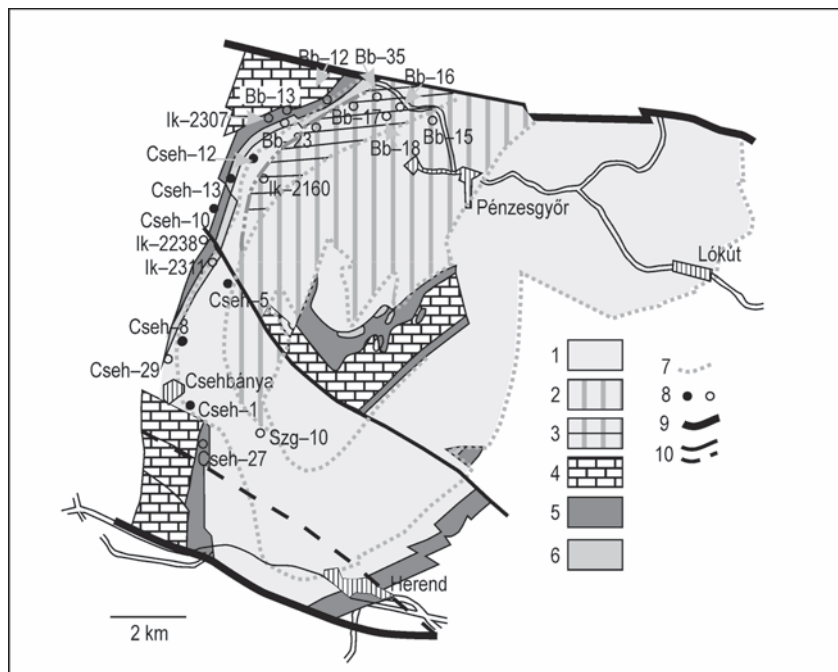 Bb–12
Bb–35
Bb–16
Bb–13
Ik–2307
Bb–17
Bb–23
Bb–15
Bb–18
Cseh–12
Cseh–13
Ik–2160
Cseh–10
Pénzesgyőr
Ik–2238
Ik–2311
Lókút
Cseh–5
Cseh–8
Cseh–29
Csehbánya
Cseh–1
Szg–10
Cseh–27
Herend
2 km
1
2
3
4
5
6
7
8
9
10